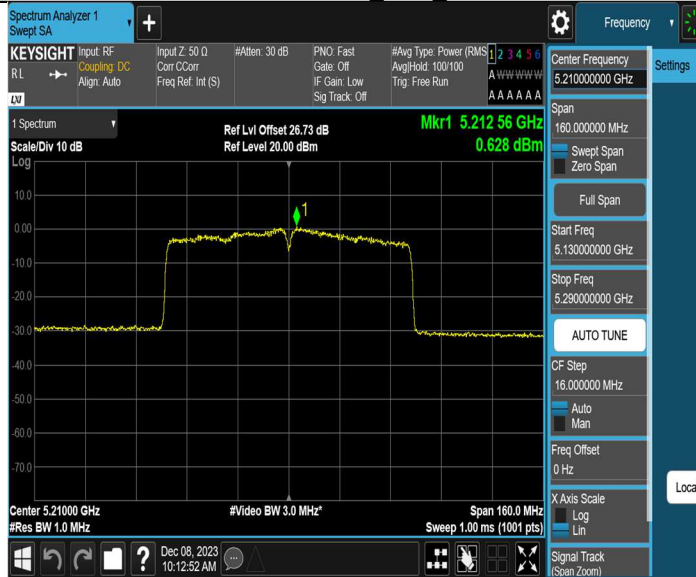 Spectrum Analyzer 1
Swept SA
+
Frequency
KEYSIGHT
Input: RF
Coupling: DC
Align: Auto
Input Z: 50 Ω
Corr CCorr
Freq Ref: Int (S)
#Atten: 30 dB
PNO: Fast
Gate: Off
IF Gain: Low
Sig Track: Off
#Avg Type: Power (RMS
Avg|Hold: 100/100
Trig: Free Run
1 2 3 4 5 6
A W W W W W
A A A A A A
R L
LXI
1 Spectrum
Scale/Div 10 dB
Log
Ref Lvl Offset 26.73 dB
Ref Level 20.00 dBm
Mkr1 5.212 56 GHz
0.628 dBm
1
10.0
0.00
-10.0
-20.0
-30.0
-40.0
-50.0
-60.0
-70.0
Center 5.21000 GHz
#Res BW 1.0 MHz
#Video BW 3.0 MHz*
Span 160.0 MHz
Sweep 1.00 ms (1001 pts)
Center Frequency
5.210000000 GHz
Settings
Span
160.000000 MHz
Swept Span
Zero Span
Full Span
Start Freq
5.130000000 GHz
Stop Freq
5.290000000 GHz
AUTO TUNE
CF Step
16.000000 MHz
Auto
Man
Freq Offset
0 Hz
X Axis Scale
Log
Lin
Signal Track
(Span Zoom)
Loca
?
Dec 08, 2023
10:12:52 AM